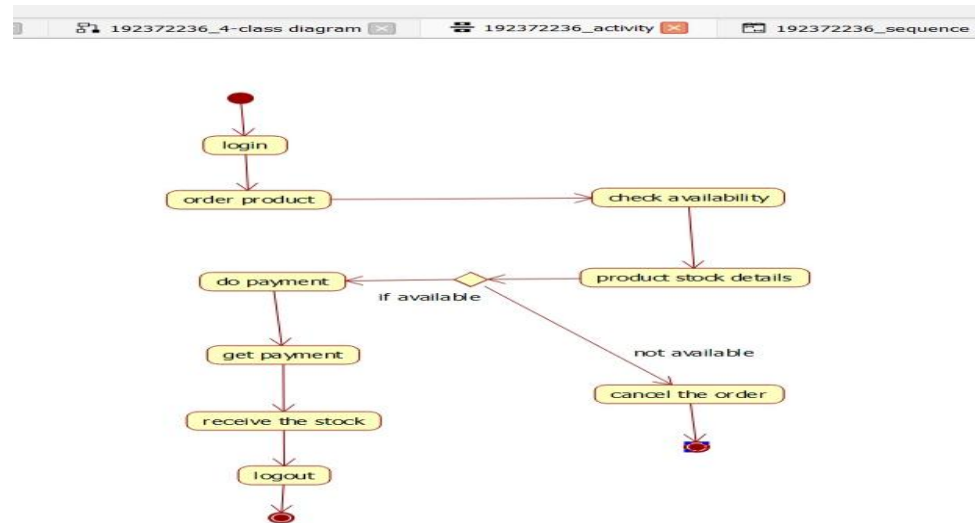 192372236_4-class diagram
192372236_activity
192372236_sequence
login
order product
check availability
do payment
product stock details
if available
get payment
not available
cancel the order
receive the stock
logout